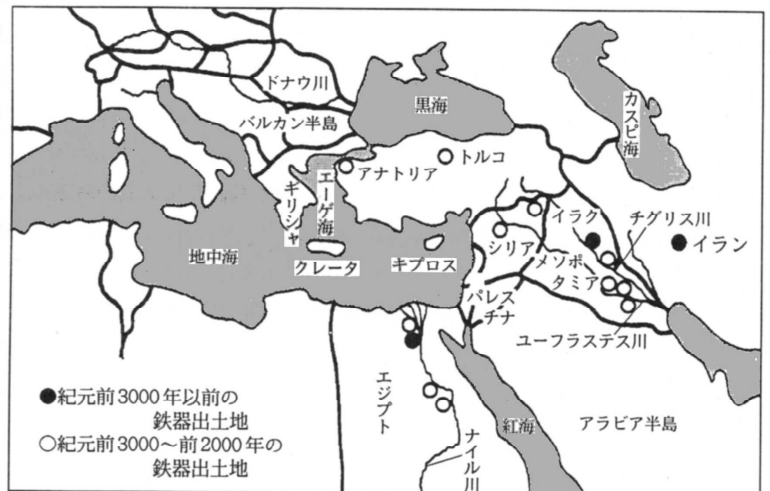 ドナウ川
バルカン半島
黒海
カスピ海
トルコ
アナトリア
ギリシャ
エーゲ海
イラク
チグリス川
イラン
シリア
メソポ
タミア
地中海
クレータ
キプロス
パレス
チナ
ユーフラステス川
エジプト
ナイル川
紅海
アラビア半島
●紀元前3000年以前の
鉄器出土地
○紀元前3000～前2000年の
鉄器出土地